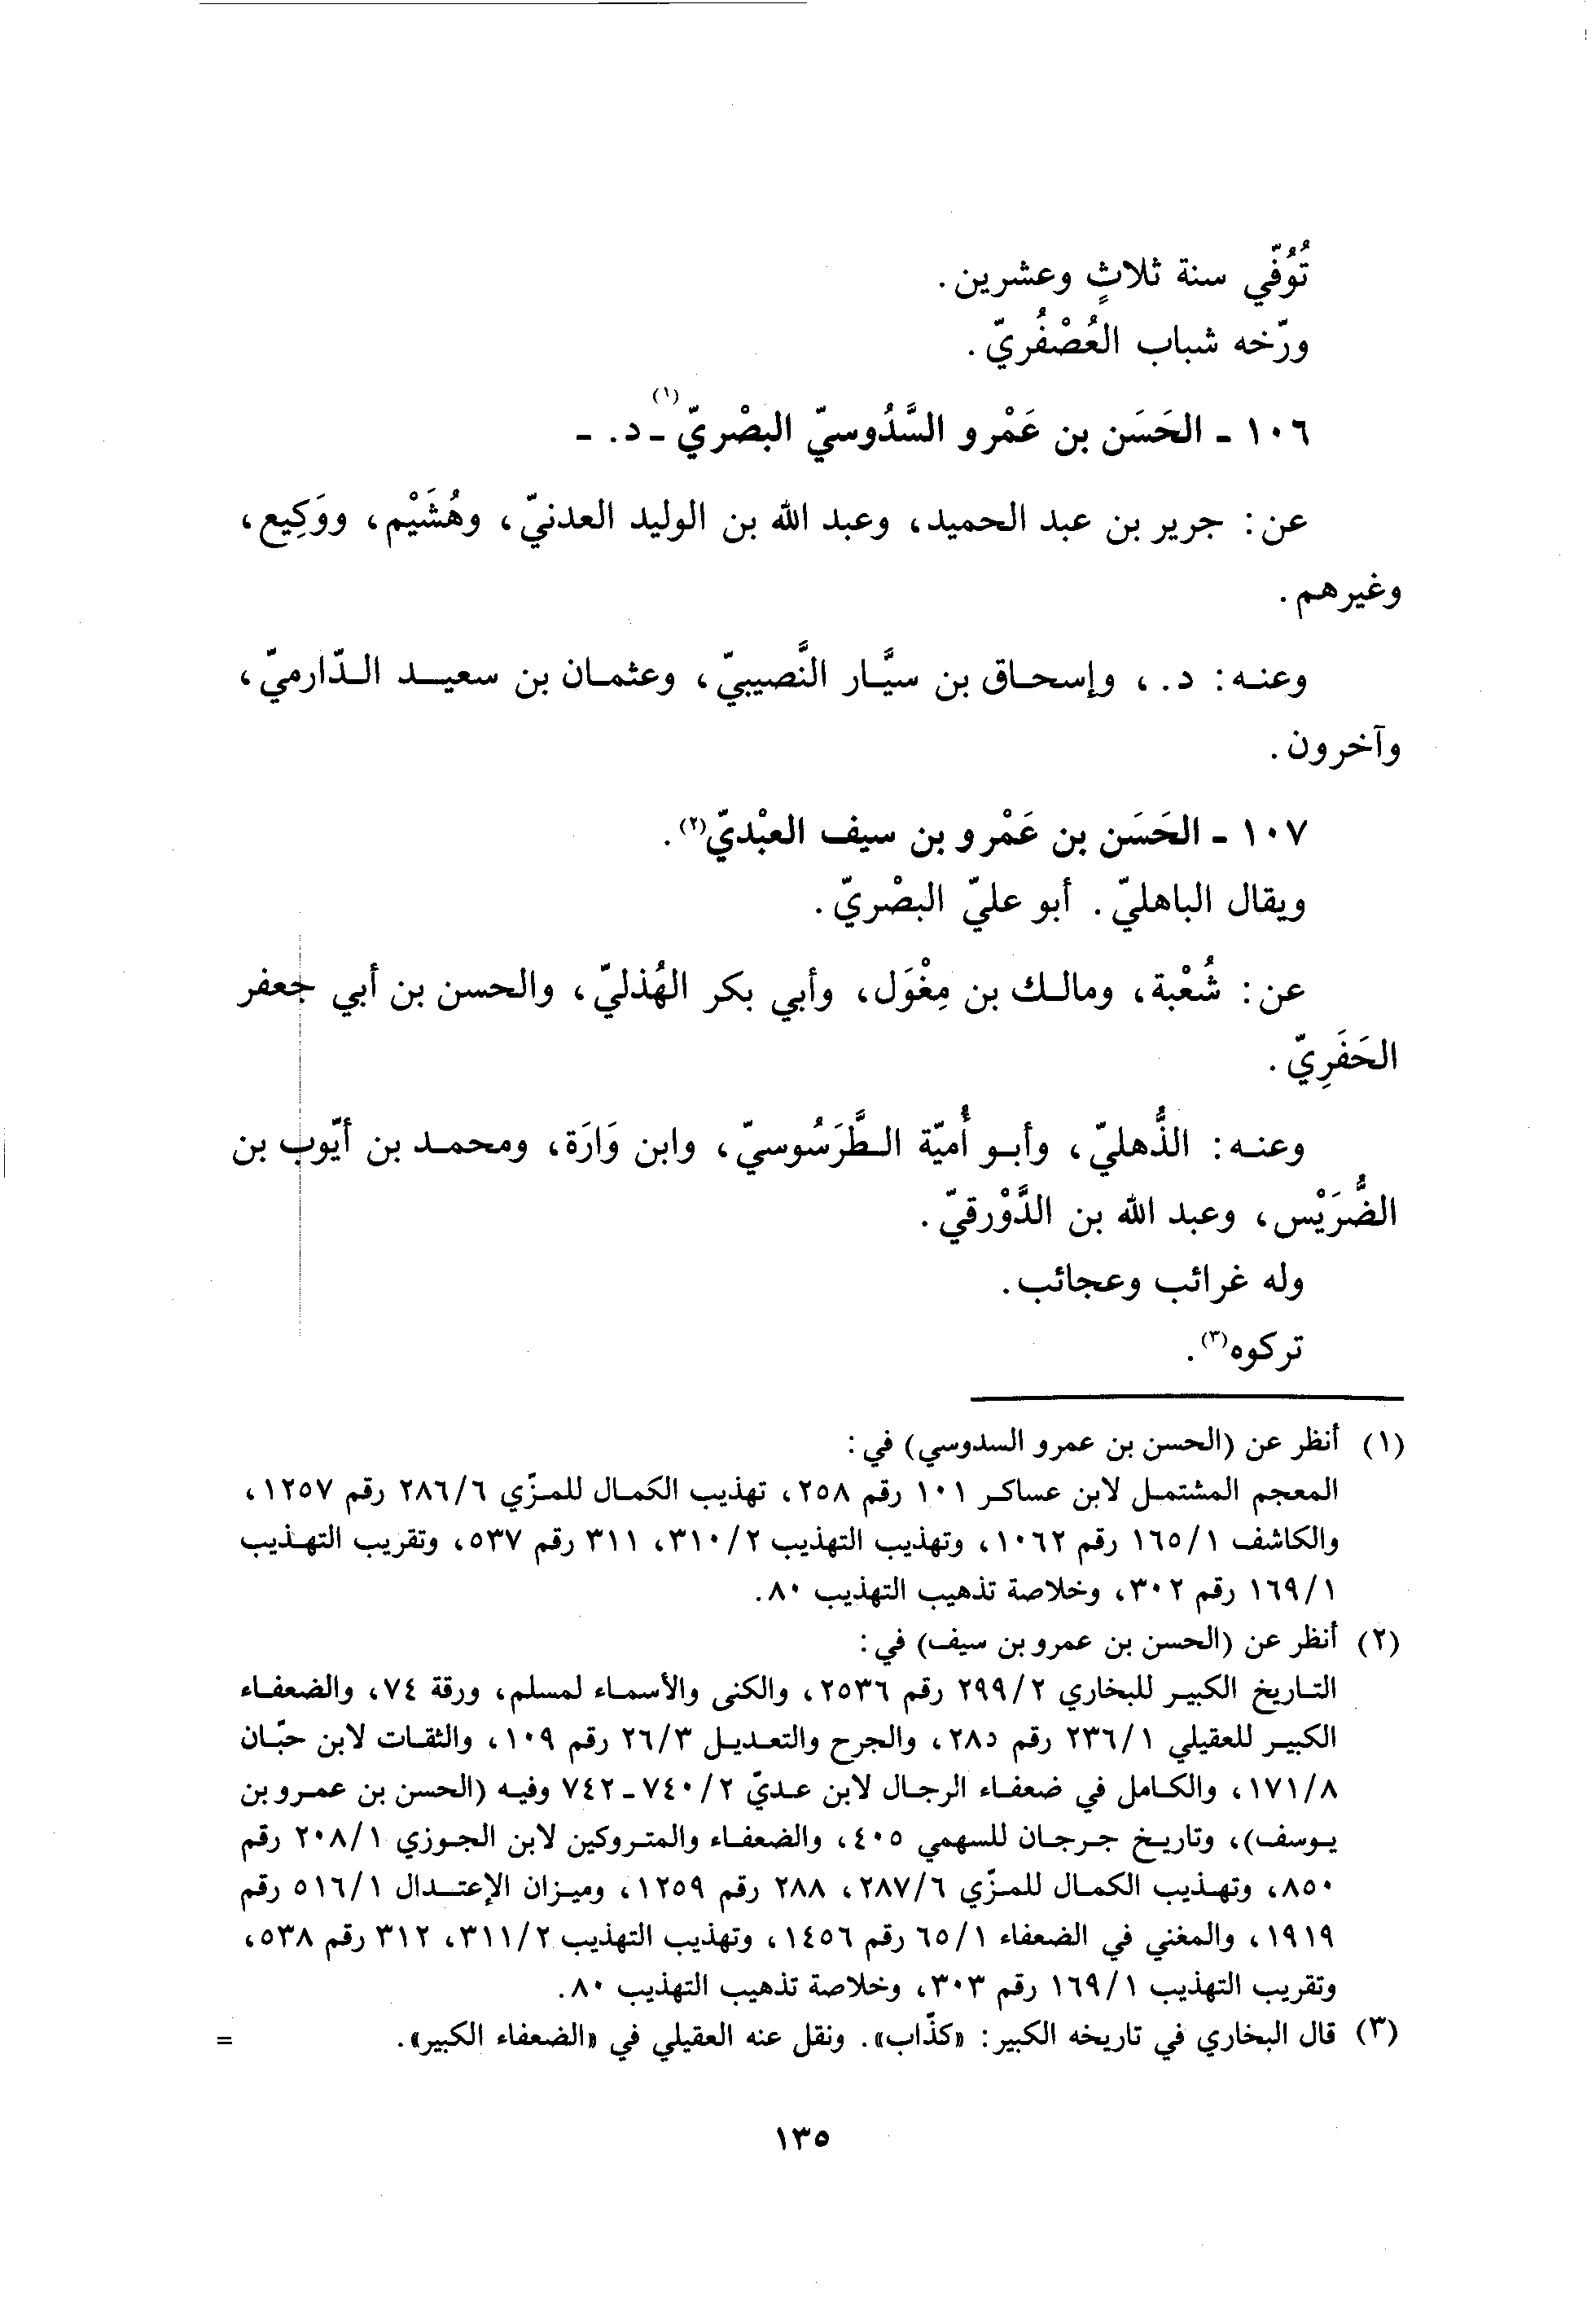 تُوُفّي سنة ثلاثٍ وعشرين.
ورّخه شباب العُصْفُريّ.
١٠٦ ـ الحَسَن بن عَمْرو السَّدُوسيّ البصْريّ(١) ـ د. ـ
عن: جرير بن عبد الحميد، وعبد الله بن الوليد العدنيّ، وهُشَيْم، ووَكِيع،
وغيرهم.
وعنه: د.، وإسحاق بن سيَّار النَّصيبيّ، وعثمان بن سعيد الدّارميّ،
وآخرون.
١٠٧ ـ الحَسَن بن عَمْرو بن سيف العبْديّ(٢).
ويقال الباهليّ. أبو عليّ البصْريّ.
عن: شُعْبة، ومالك بن مِغْوَل، وأبي بكر الهُذليّ، والحسن بن أبي جعفر
الحَفَرِيّ.
وعنه: الذُّهليّ، وأبو أُميّة الطَّرَسُوسيّ، وابن وَارَة، ومحمد بن أيّوب بن
الضُّرَيْس، وعبد الله بن الدَّوْرقيّ.
وله غرائب وعجائب.
تركوه(٣).
(١) أنظر عن (الحسن بن عمرو السدوسي) في:
المعجم المشتمل لابن عساكر ١٠١ رقم ٢٥٨، تهذيب الكمال للمزّي ٢٨٦/٦ رقم ١٢٥٧،
والكاشف ١٦٥/١ رقم ١٠٦٢، وتهذيب التهذيب ٣١٠/٢، ٣١١ رقم ٥٣٧، وتقريب التهذيب
١٦٩/١ رقم ٣٠٢، وخلاصة تذهيب التهذيب ٨٠.
(٢) أنظر عن (الحسن بن عمرو بن سيف) في:
التاريخ الكبير للبخاري ٢٩٩/٢ رقم ٢٥٣٦، والكنى والأسماء لمسلم، ورقة ٧٤، والضعفاء
الكبير للعقيلي ٢٣٦/١ رقم ٢٨د، والجرح والتعديل ٢٦/٣ رقم ١٠٩، والثقات لابن حبّان
١٧١/٨، والكامل في ضعفاء الرجال لابن عديّ ٧٤٠/٢ ـ ٧٤٢ وفيه (الحسن بن عمرو بن
يوسف)، وتاريخ جرجان للسهمي ٤٠٥، والضعفاء والمتروكين لابن الجوزي ٢٠٨/١ رقم
٨٥٠، وتهذيب الكمال للمزّي ٢٨٧/٦، ٢٨٨ رقم ١٢٥٩، وميزان الإعتدال ٥١٦/١ رقم
١٩١٩، والمغني في الضعفاء ٦٥/١ رقم ١٤٥٦، وتهذيب التهذيب ٣١١/٢، ٣١٢ رقم ٥٣٨،
وتقريب التهذيب ١٦٩/١ رقم ٣٠٣، وخلاصة تذهيب التهذيب ٨٠.
(٣) قال البخاري في تاريخه الكبير: «كذّاب». ونقل عنه العقيلي في «الضعفاء الكبير». =
١٣٥